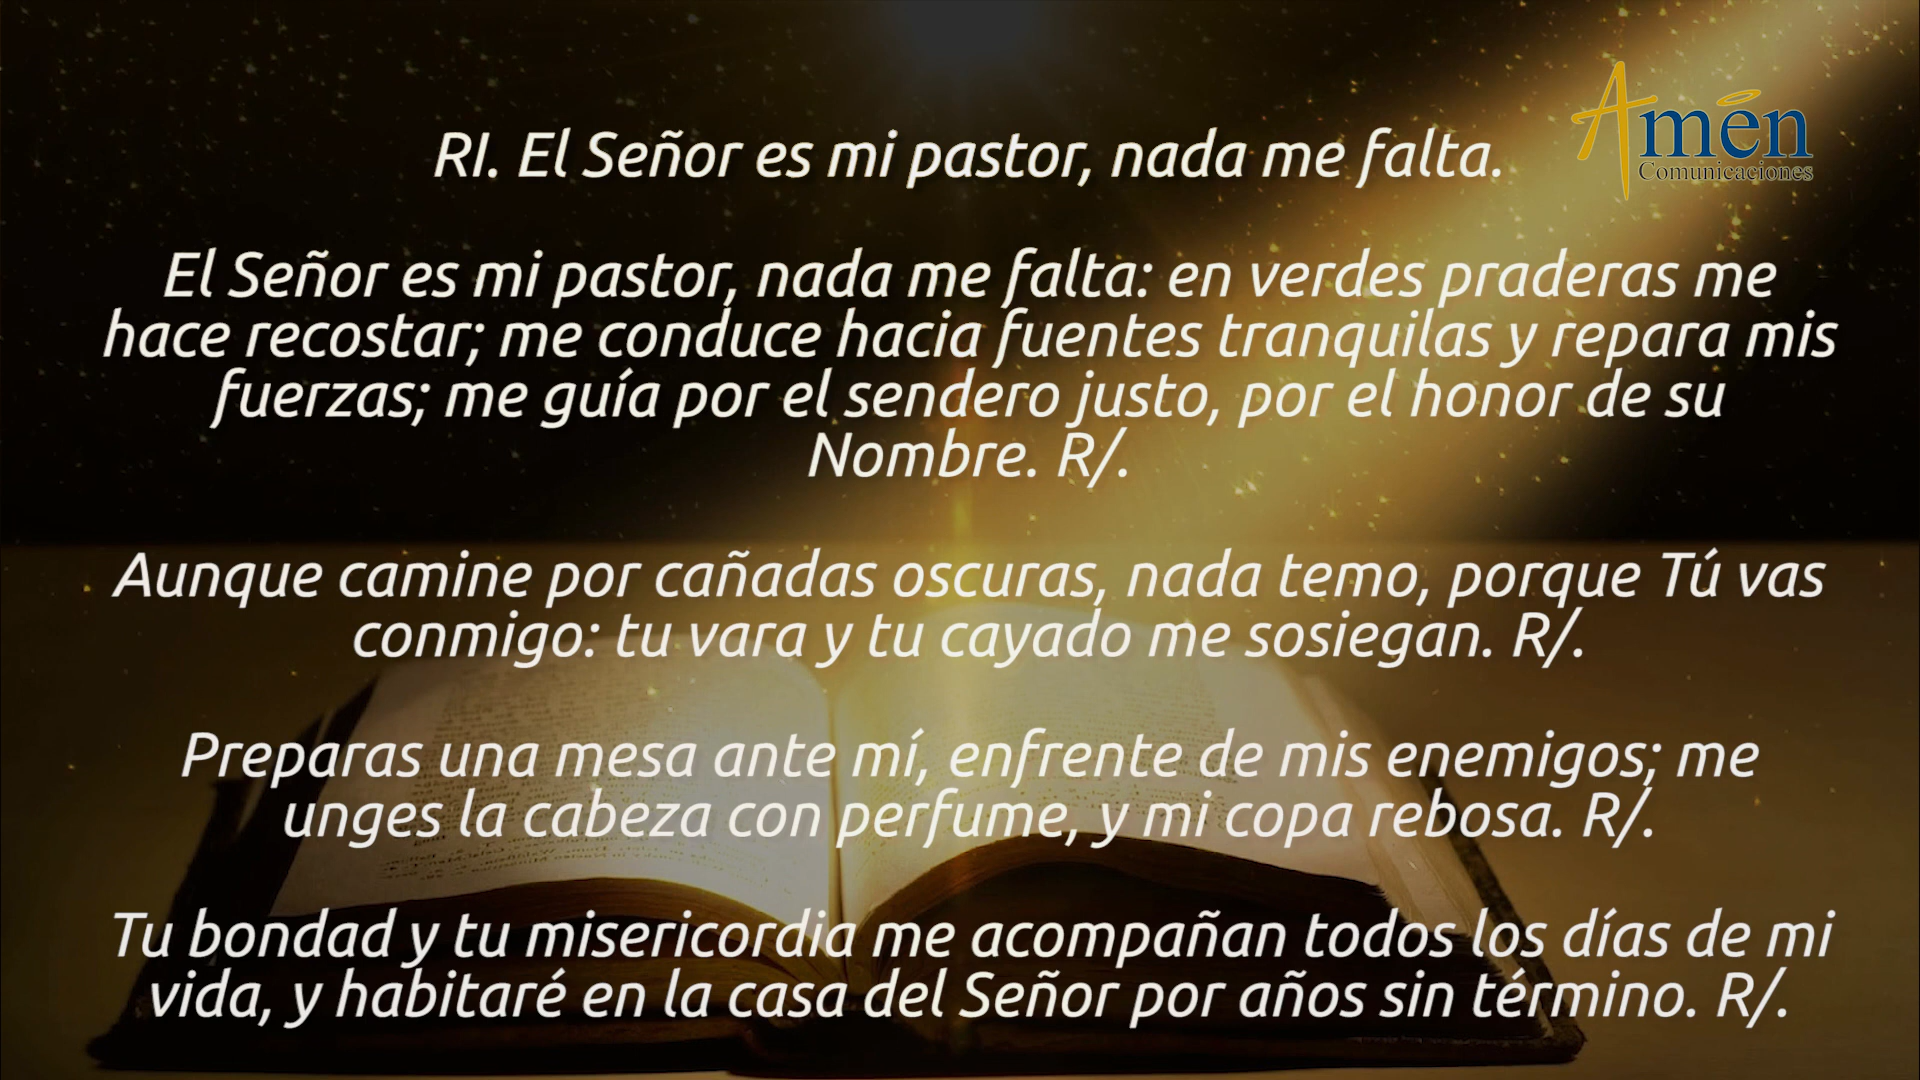 Amén
Comunicaciones
RI. El Señor es mi pastor, nada me falta.
El Señor es mi pastor, nada me falta: en verdes praderas me
hace recostar; me conduce hacia fuentes tranquilas y repara mis
fuerzas; me guía por el sendero justo, por el honor de su
Nombre. R/.
Aunque camine por cañadas oscuras, nada temo, porque Tú vas
conmigo: tu vara y tu cayado me sosiegan. R/.
Preparas una mesa ante mí, enfrente de mis enemigos; me
unges la cabeza con perfume, y mi copa rebosa. R/.
Tu bondad y tu misericordia me acompañan todos los días de mi
vida, y habitaré en la casa del Señor por años sin término. R/.